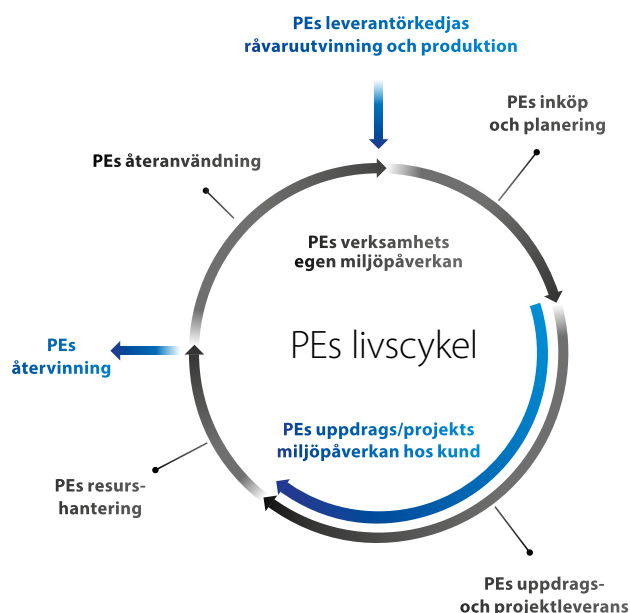 PEs leverantörkedjas
råvaruutvinning och produktion
PEs inköp
och planering
PEs återanvändning
PEs verksamhets
egen miljöpåverkan
PEs livscykel
PEs
återvinning
PEs uppdrags/projekts
miljöpåverkan hos kund
PEs resurs-
hantering
PEs uppdrags-
och projektleverans